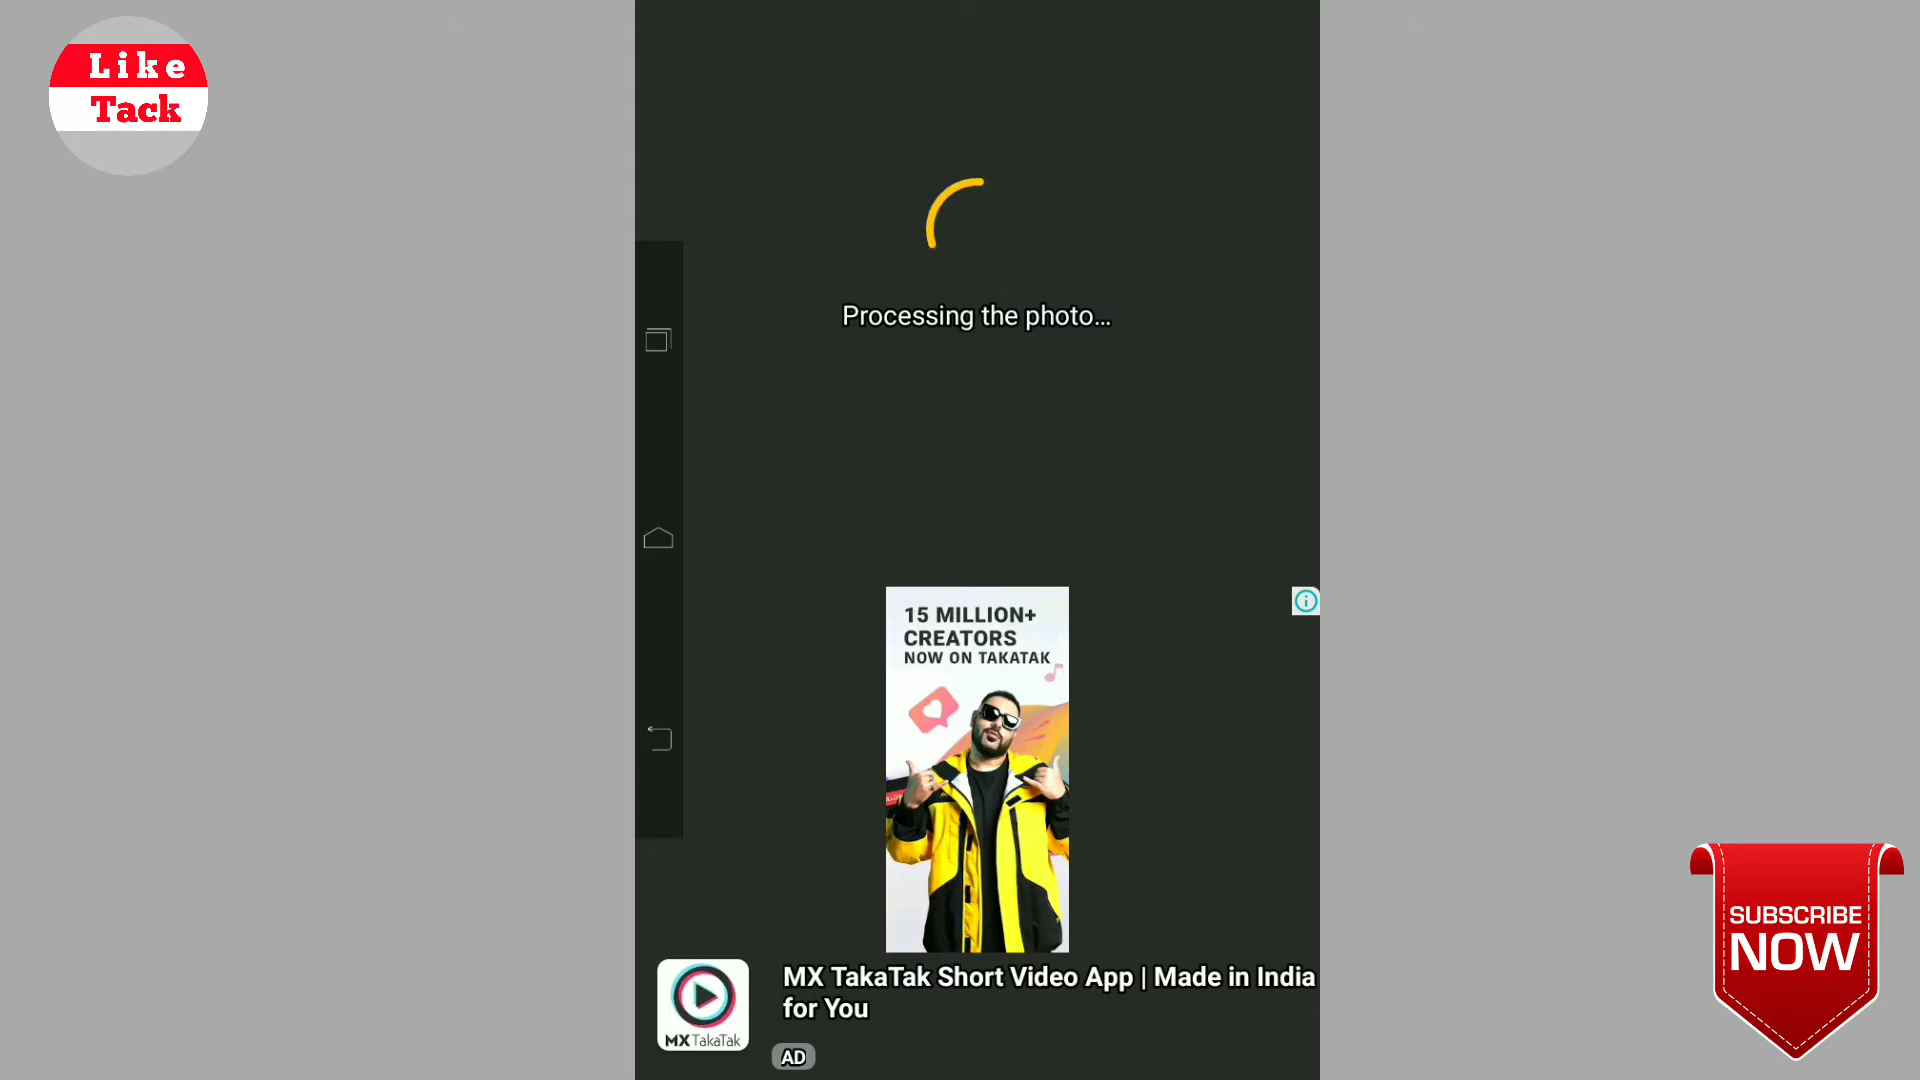 Like
Tack
Processing the photo...
15 MILLION+
CREATORS
NOW ON TAKATAK
MX TakaTak Short Video App | Made in India
for You
MX TakaTak
AD
SUBSCRIBE
NOW